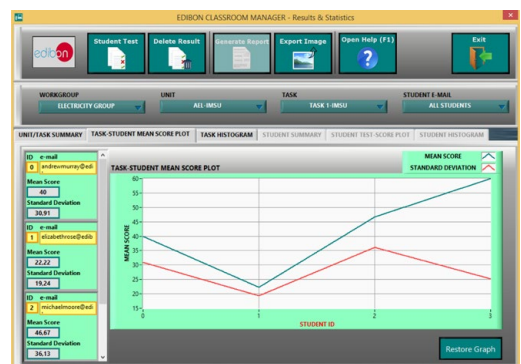 EDIBON CLASSROOM MANAGER - Results & Statistics
edibon
Student Test
Delete Result
Generate Report
Export Image
Open Help (F1)
Exit
WORKGROUP
UNIT
TASK
STUDENT E-MAIL
ELECTRICITY GROUP
AEL-IMSU
TASK 1-IMSU
ALL STUDENTS
UNIT/TASK SUMMARY
TASK-STUDENT MEAN SCORE PLOT
TASK HISTOGRAM
STUDENT SUMMARY
STUDENT TEST-SCORE PLOT
STUDENT HISTOGRAM
ID e-mail
0 andrewmurray@edi
Mean Score
40
Standard Deviation
30,91
ID e-mail
1 elizabethrose@edib
Mean Score
22,22
Standard Deviation
19,24
ID e-mail
2 michaelmoore@edi
Mean Score
46,67
Standard Deviation
36,13
TASK-STUDENT MEAN SCORE PLOT
MEAN SCORE
STANDARD DEVIATION
MEAN SCORE
60
55
50
45
40
35
30
25
20
15
0
1
2
3
STUDENT ID
Restore Graph